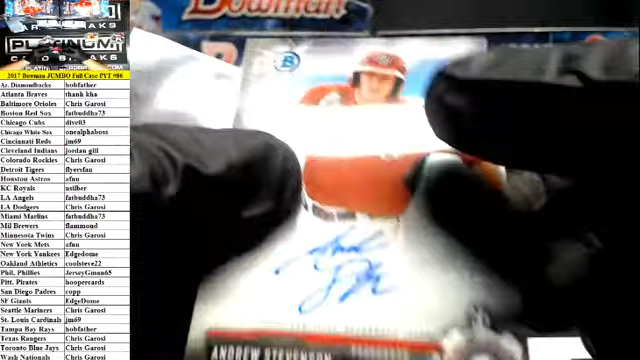 Bowman
PLATINUM
CARD BREAKS
2017 Bowman JUMBO Full Case PYT #86
Az. Diamondbacks hobfather
Atlanta Braves thank kha
Baltimore Orioles Chris Garosi
Boston Red Sox fatbuddha73
Chicago Cubs dive03
Chicago White Sox onealphaboss
Cincinnati Reds jm69
Cleveland Indians jordan gill
Colorado Rockies Chris Garosi
Detroit Tigers flyersfan
Houston Astros afnu
KC Royals nsilber
LA Angels fatbuddha73
LA Dodgers Chris Garosi
Miami Marlins fatbuddha73
Mil Brewers flammond
Minnesota Twins Chris Garosi
New York Mets afnu
New York Yankees Edgedome
Oakland Athletics coolsteve22
Phil. Phillies JerseyGman65
Pitt. Pirates hoopercards
San Diego Padres copp
SF Giants EdgeDome
Seattle Mariners Chris Garosi
St. Louis Cardinals jm69
Tampa Bay Rays hobfather
Texas Rangers Chris Garosi
Toronto Blue Jays Chris Garosi
Wash Nationals Chris Garosi
ANDREW STEVENSON